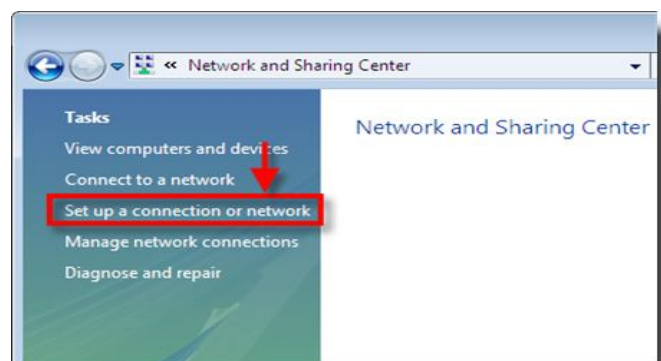 « Network and Sharing Center
Tasks
Network and Sharing Center
View computers and devices
Connect to a network
Set up a connection or network
Manage network connections
Diagnose and repair